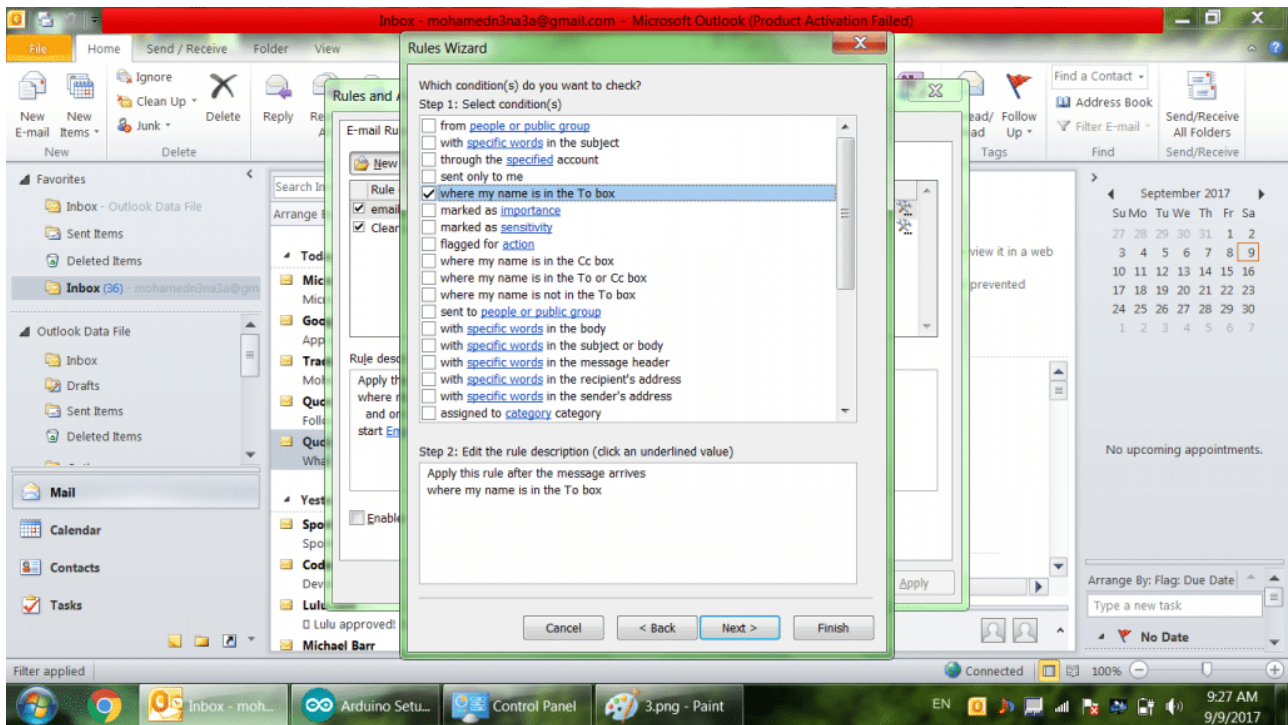 Inbox - mohamedn3na3a@gmail.com - Microsoft Outlook (Product Activation Failed)
File Home Send / Receive Folder View
New E-mail
New Items
New
Ignore
Clean Up
Junk
Delete
Delete
Reply
Find a Contact
Address Book
Filter E-mail
Find
Follow Up
Tags
Send/Receive All Folders
Send/Receive
Favorites
Inbox - Outlook Data File
Sent Items
Deleted Items
Inbox (36) - mohamedn3na3a@gm
Outlook Data File
Inbox
Drafts
Sent Items
Deleted Items
Mail
Calendar
Contacts
Tasks
Search In
Arrange
Michael Barr
Lulu approved!
Rules and
E-mail Ru
New
Rule
email
Clear
Rule desc
Apply th
where
and on
start
Enable
Apply
Rules Wizard
Which condition(s) do you want to check?
Step 1: Select condition(s)
from people or public group
with specific words in the subject
through the specified account
sent only to me
where my name is in the To box
marked as importance
marked as sensitivity
flagged for action
where my name is in the Cc box
where my name is in the To or Cc box
where my name is not in the To box
sent to people or public group
with specific words in the body
with specific words in the subject or body
with specific words in the message header
with specific words in the recipient's address
with specific words in the sender's address
assigned to category category
Step 2: Edit the rule description (click an underlined value)
Apply this rule after the message arrives
where my name is in the To box
Cancel < Back Next > Finish
view it in a web
prevented
September 2017
Su Mo Tu We Th Fr Sa
27 28 29 30 31 1 2
3 4 5 6 7 8 9
10 11 12 13 14 15 16
17 18 19 20 21 22 23
24 25 26 27 28 29 30
1 2 3 4 5 6 7
No upcoming appointments.
Arrange By: Flag: Due Date
Type a new task
No Date
Filter applied
Connected
100%
Inbox - moh...
Arduino Setu...
Control Panel
3.png - Paint
EN
9:27 AM
9/9/2017